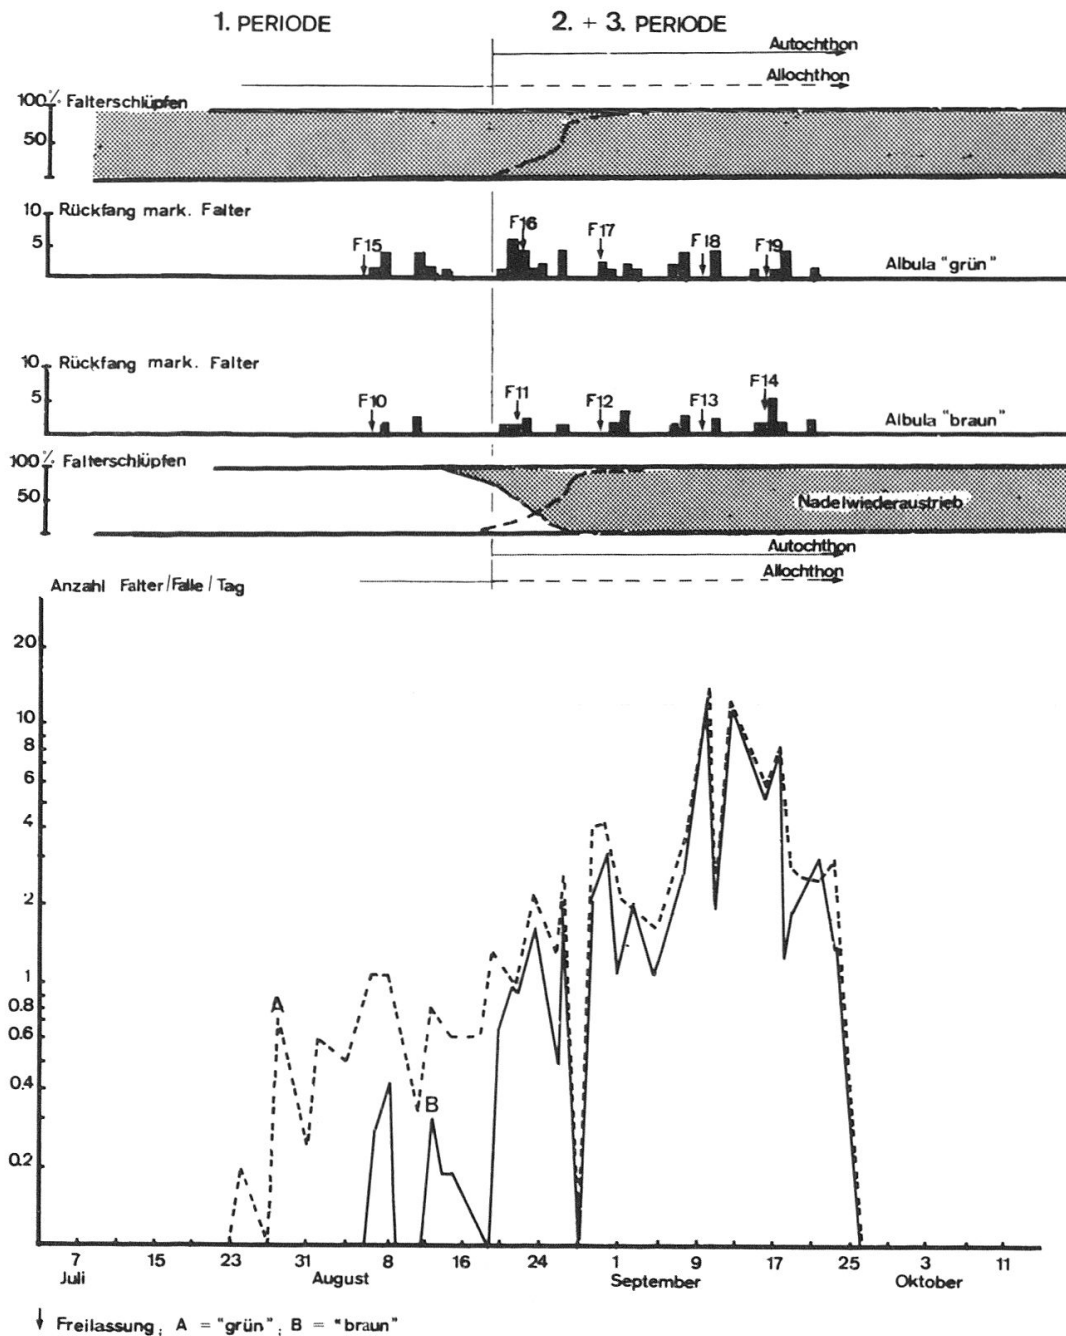 1. PERIODE 2. + 3. PERIODE
Autochthon
Allochthon
100% Falterschlüpfen
50
10 Rückfang mark. Falter
5
F15 F16 F17 F18 F19
Albula "grün"
10 Rückfang mark. Falter
5
F10 F11 F12 F13 F14
Albula "braun"
100% Falterschlüpfen
50
Nadelwiederaustrieb
Autochthon
Allochthon
Anzahl Falter/Falle/Tag
20
10
8
6
4
2
1
0.8
0.6
0.4
0.2
A
B
7 15 23 31 8 16 24 1 9 17 25 3 11
Juli August September Oktober
↓ Freilassung; A = "grün"; B = "braun"